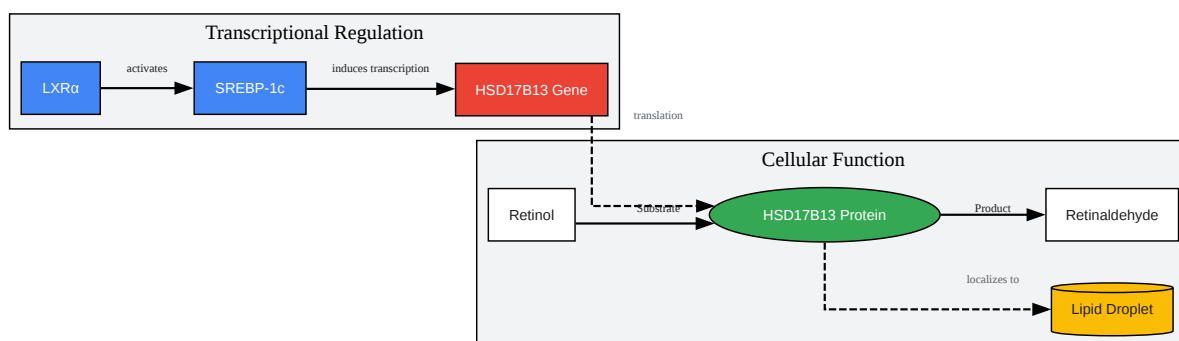 Transcriptional Regulation
LXRα
activates
SREBP-1c
induces transcription
HSD17B13 Gene
translation
Cellular Function
Retinol
Substrate
HSD17B13 Protein
Product
Retinaldehyde
localizes to
Lipid Droplet